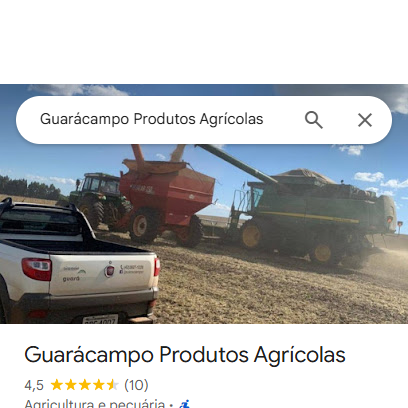 Guarácampo Produtos Agrícolas
Guarácampo Produtos Agrícolas
4,5 (10)
Agricultura e pecuária ·